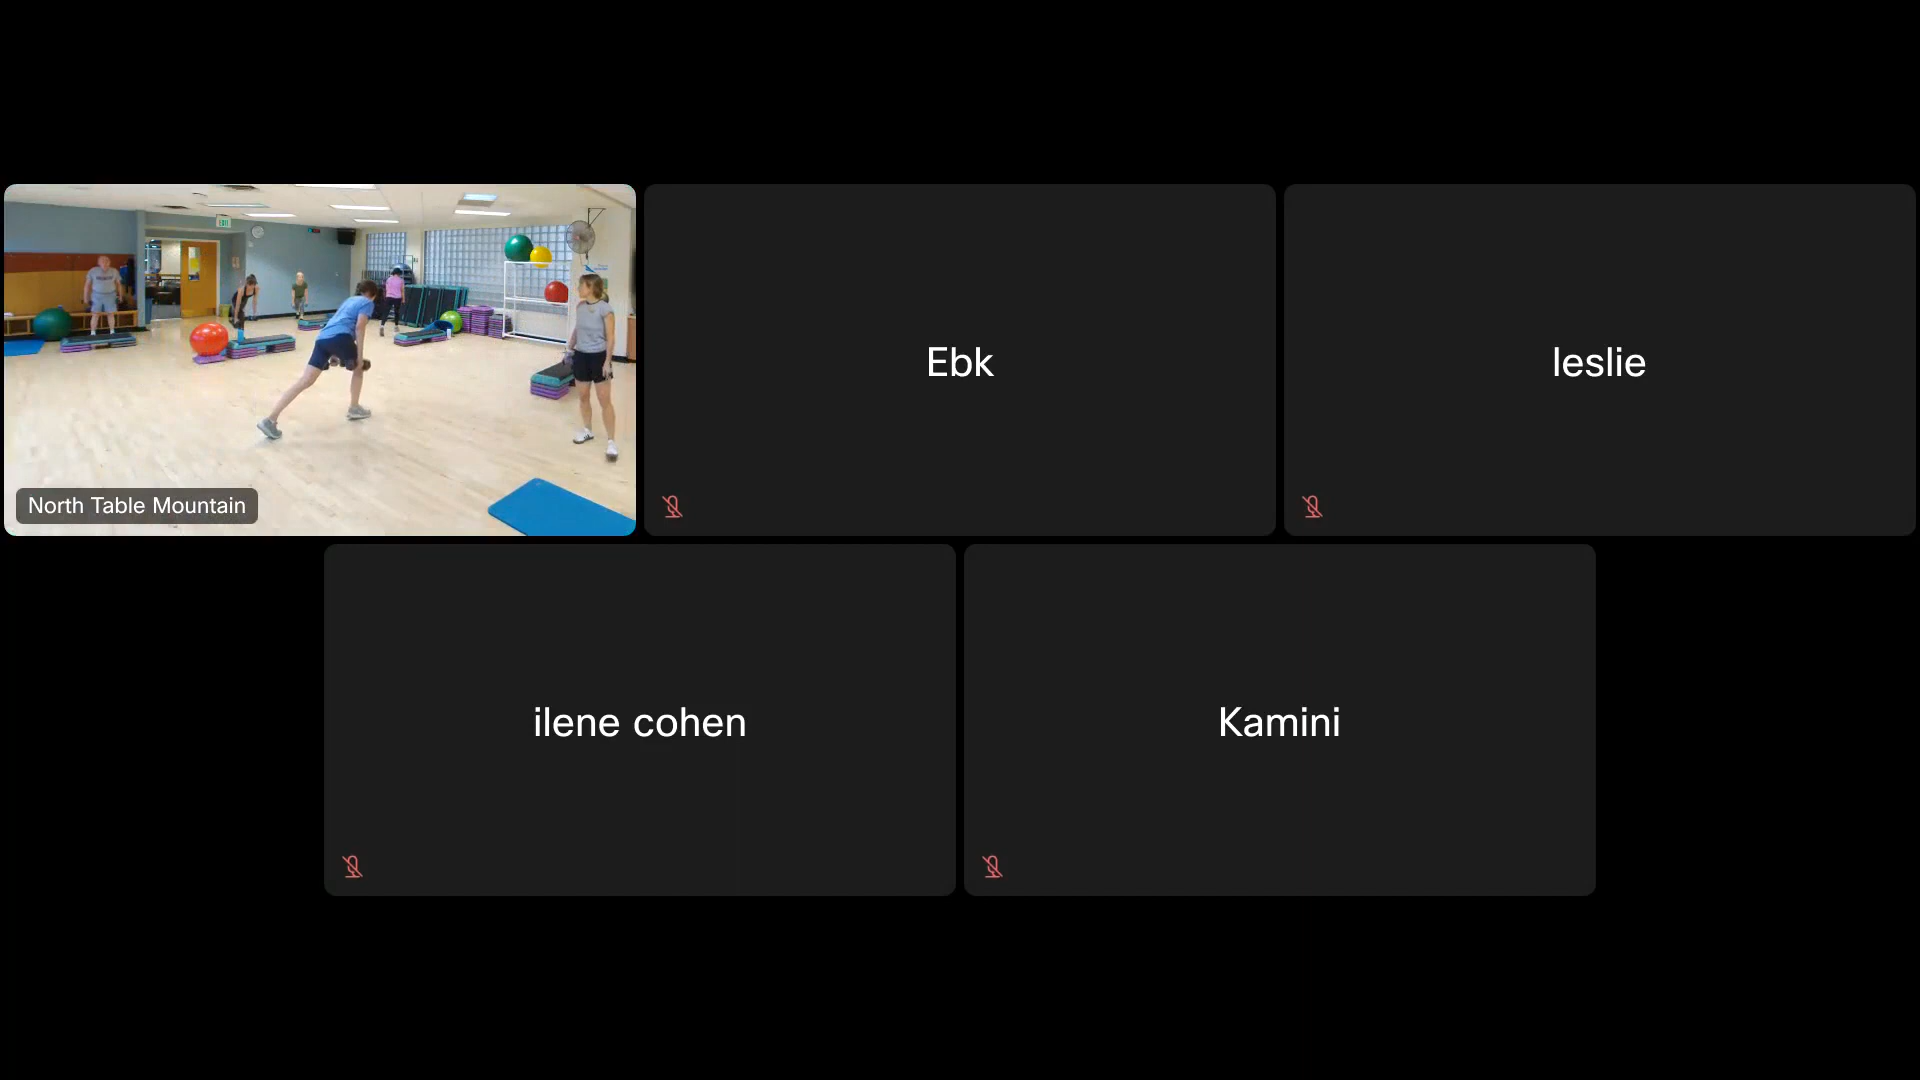 North Table Mountain
Ebk
leslie
ilene cohen
Kamini